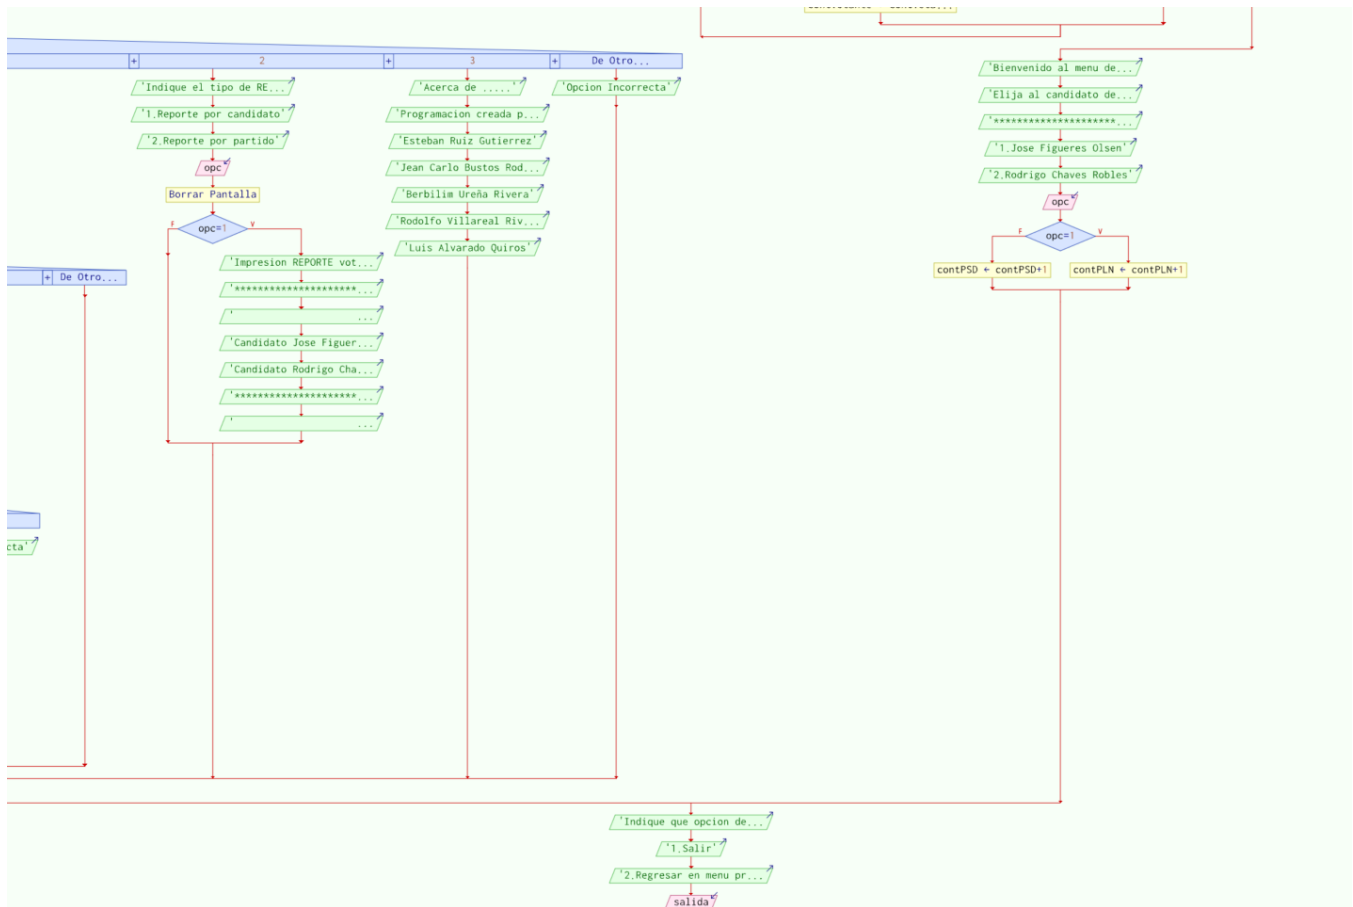 + 2 + 3 + De Otro...
'Indique el tipo de RE...
'1.Reporte por candidato'
'2.Reporte por partido'
opc
Borrar Pantalla
F opc=1 V
'Impresion REPORTE vot...
'*********************...
' ...
'Candidato Jose Figuer...
'Candidato Rodrigo Cha...
'*********************...
' ...
'Acerca de .....'
'Programacion creada p...
'Esteban Ruiz Gutierrez'
'Jean Carlo Bustos Rod...
'Berbilim Ureña Rivera'
'Rodolfo Villareal Riv...
'Luis Alvarado Quiros'
'Opcion Incorrecta'
+ De Otro...
cta'
'Bienvenido al menu de...
'Elija al candidato de...
'*********************...
'1.Jose Figueres Olsen'
'2.Rodrigo Chaves Robles'
opc
F opc=1 V
contPSD ← contPSD+1
contPLN ← contPLN+1
'Indique que opcion de...
'1.Salir'
'2.Regresar en menu pr...
salida